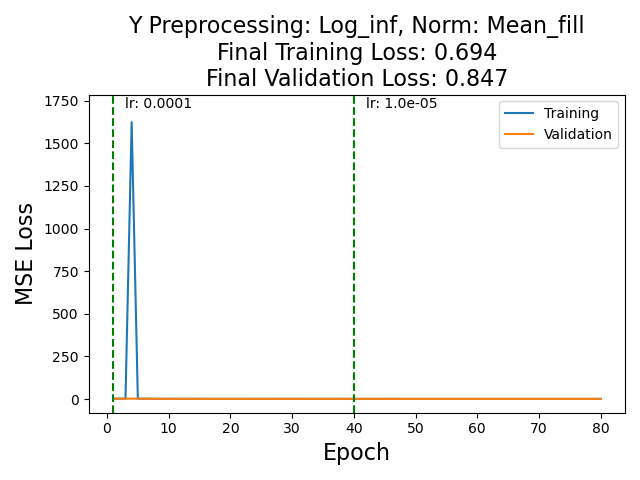 Y Preprocessing: Log_inf, Norm: Mean_fill
Final Training Loss: 0.694
Final Validation Loss: 0.847
lr: 0.0001
lr: 1.0e-05
Training
Validation
MSE Loss
1750
1500
1250
1000
750
500
250
0
0 10 20 30 40 50 60 70 80
Epoch